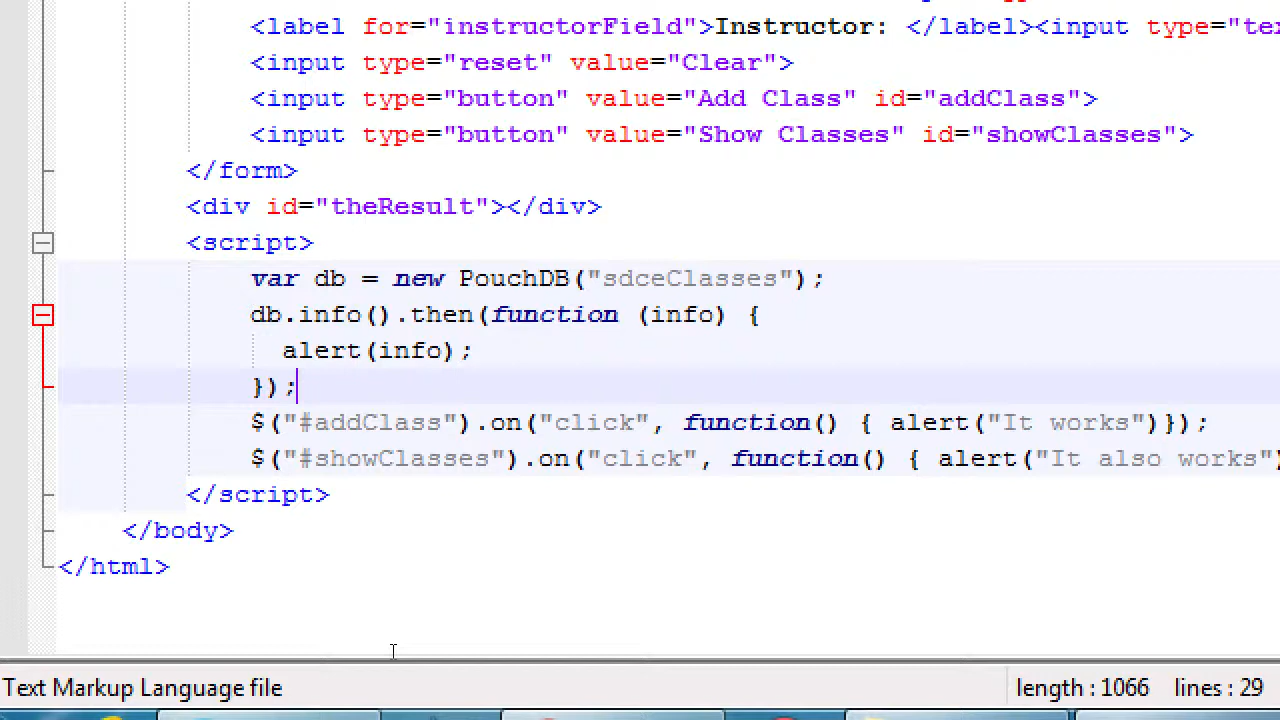 <label for="instructorField">Instructor: </label><input type="te
<input type="reset" value="Clear">
<input type="button" value="Add Class" id="addClass">
<input type="button" value="Show Classes" id="showClasses">
</form>
<div id="theResult"></div>
<script>
var db = new PouchDB("sdceClasses");
db.info().then(function (info) {
alert(info);
});
$("#addClass").on("click", function() { alert("It works")});
$("#showClasses").on("click", function() { alert("It also works")
</script>
</body>
</html>
Text Markup Language file
length : 1066 lines : 29